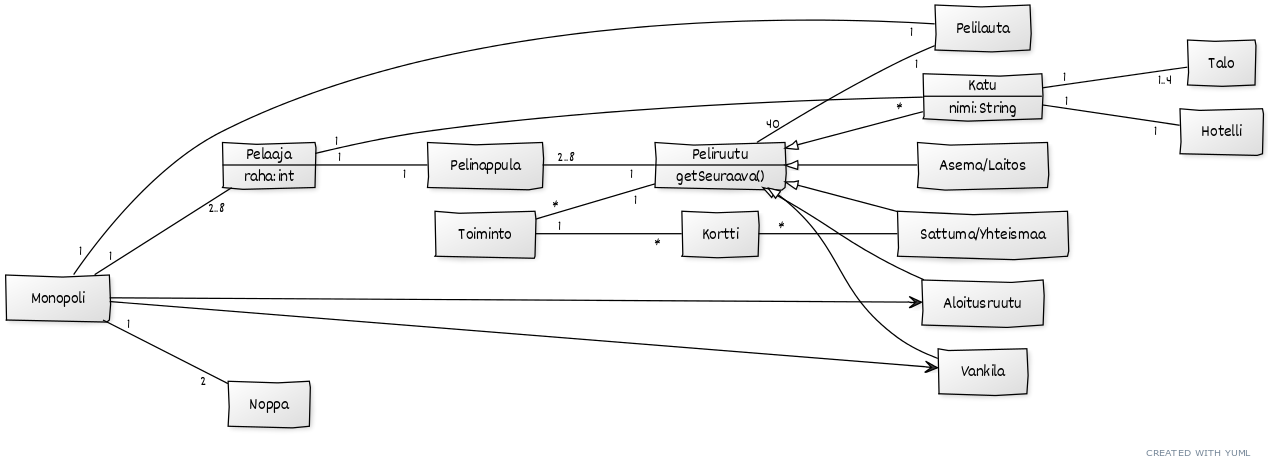 Pelilauta
1
1
Talo
Katu
nimi: String
1
1..4
1
1
Hotelli
*
40
Pelaaja
raha: int
1
1
1
Pelinappula
2..8
1
Peliruutu
getSeuraava()
Asema/Laitos
2..8
*
1
Toiminto
1
*
Kortti
*
Sattuma/Yhteismaa
1
1
Monopoli
Aloitusruutu
1
2
Noppa
Vankila
CREATED WITH YUML